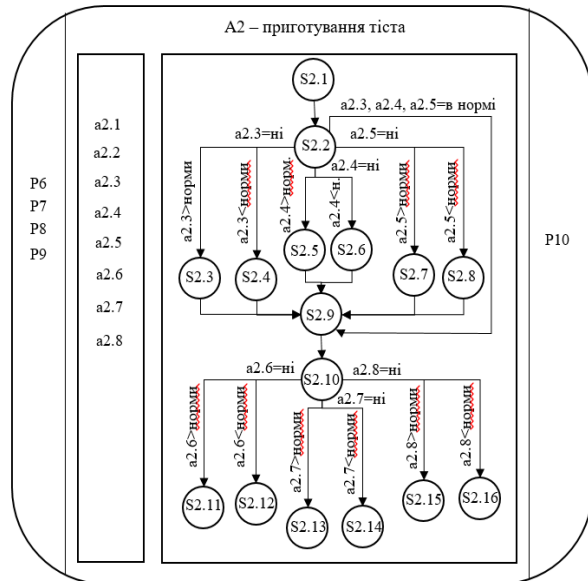 А2 – приготування тіста
P6
P7
P8
P9
a2.1
a2.2
a2.3
a2.4
a2.5
a2.6
a2.7
a2.8
P10
S2.1
a2.3, a2.4, a2.5=в нормі
S2.2
a2.3=ні
a2.5=ні
a2.4=ні
a2.3>норми
a2.3<норми
a2.4>норм.
a2.4<н.
a2.5>норми
a2.5<норми
S2.3
S2.4
S2.5
S2.6
S2.7
S2.8
S2.9
S2.10
a2.6=ні
a2.8=ні
a2.7=ні
a2.6>норми
a2.6<норми
a2.7>норми
a2.7<норми
a2.8>норми
a2.8<норми
S2.11
S2.12
S2.13
S2.14
S2.15
S2.16